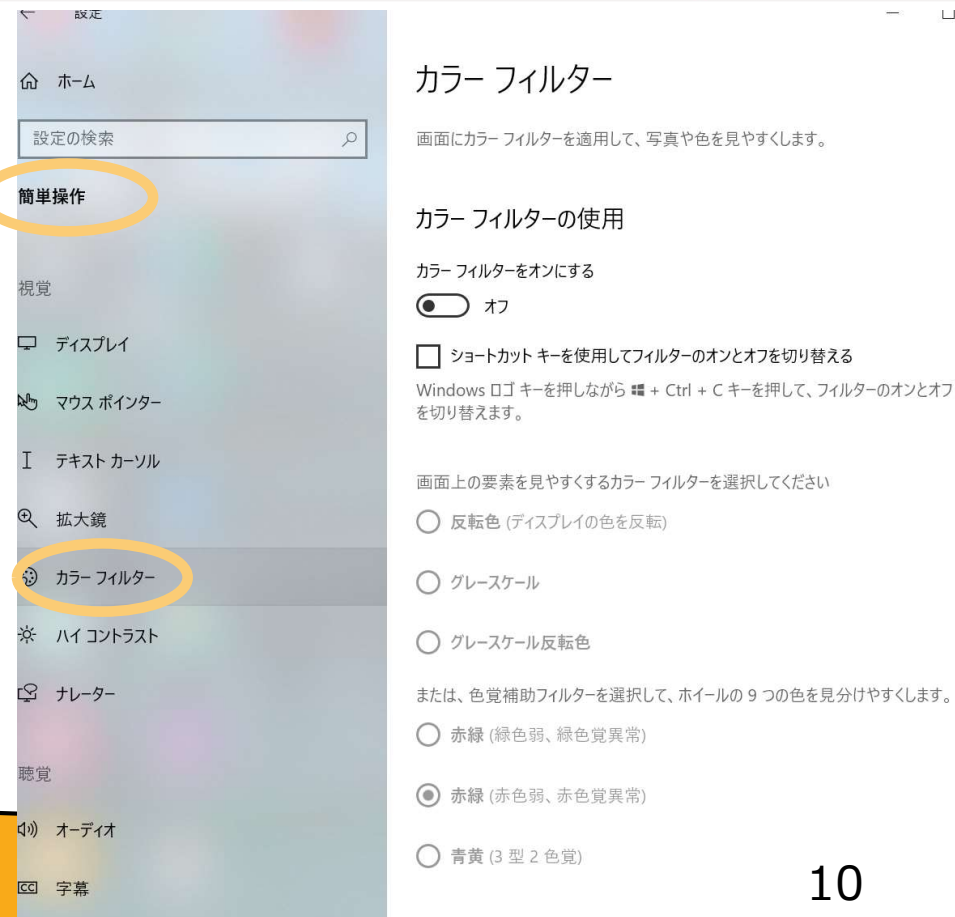 設定
ホーム
設定の検索
簡単操作
視覚
ディスプレイ
マウス ポインター
テキスト カーソル
拡大鏡
カラー フィルター
ハイ コントラスト
ナレーター
聴覚
オーディオ
CC 字幕
カラー フィルター
画面にカラー フィルターを適用して、写真や色を見やすくします。
カラー フィルターの使用
カラー フィルターをオンにする
オフ
ショートカット キーを使用してフィルターのオンとオフを切り替える
Windows ロゴ キーを押しながら + Ctrl + C キーを押して、フィルターのオンとオフ
を切り替えます。
画面上の要素を見やすくするカラー フィルターを選択してください
反転色 (ディスプレイの色を反転)
グレースケール
グレースケール反転色
または、色覚補助フィルターを選択して、ホイールの 9 つの色を見分けやすくします。
赤緑 (緑色弱、緑色覚異常)
赤緑 (赤色弱、赤色覚異常)
青黄 (3 型 2 色覚)
10